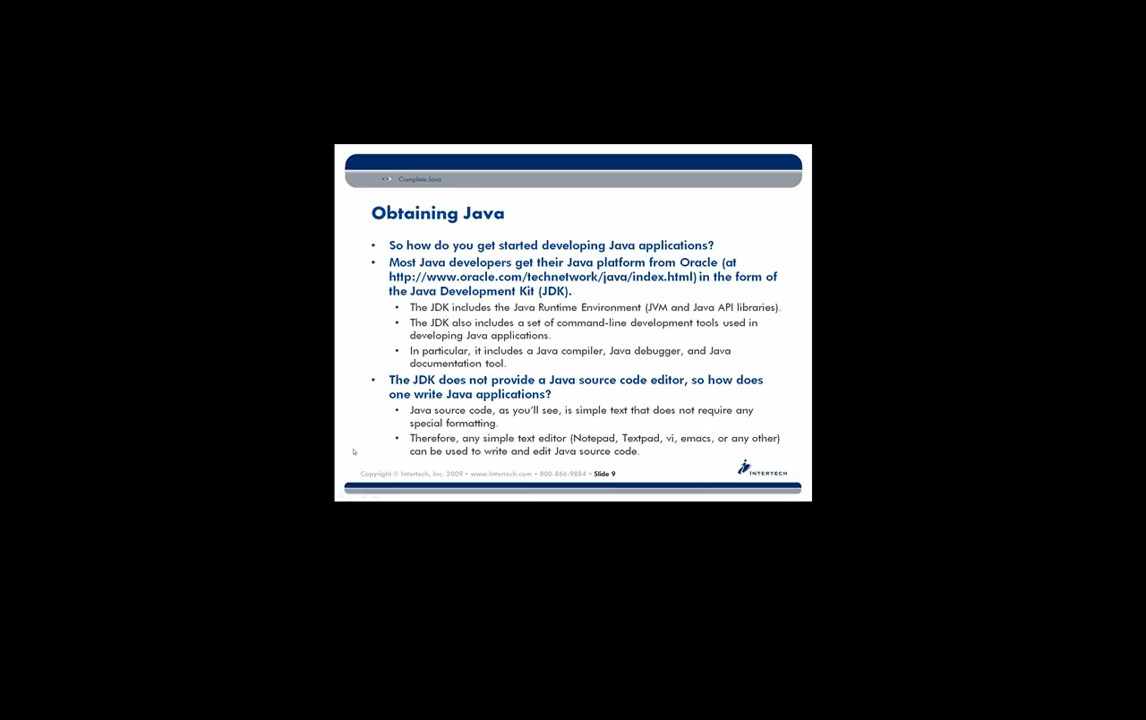 Complete Java
Obtaining Java
• So how do you get started developing Java applications?
• Most Java developers get their Java platform from Oracle (at
http://www.oracle.com/technetwork/java/index.html) in the form of
the Java Development Kit (JDK).
• The JDK includes the Java Runtime Environment (JVM and Java API libraries).
• The JDK also includes a set of command-line development tools used in
developing Java applications.
• In particular, it includes a Java compiler, Java debugger, and Java
documentation tool.
• The JDK does not provide a Java source code editor, so how does
one write Java applications?
• Java source code, as you'll see, is simple text that does not require any
special formatting.
• Therefore, any simple text editor (Notepad, Textpad, vi, emacs, or any other)
can be used to write and edit Java source code.
Copyright © Intertech, Inc. 2009 • www.Intertech.com • 800-866-9884 • Slide 9
INTERTECH